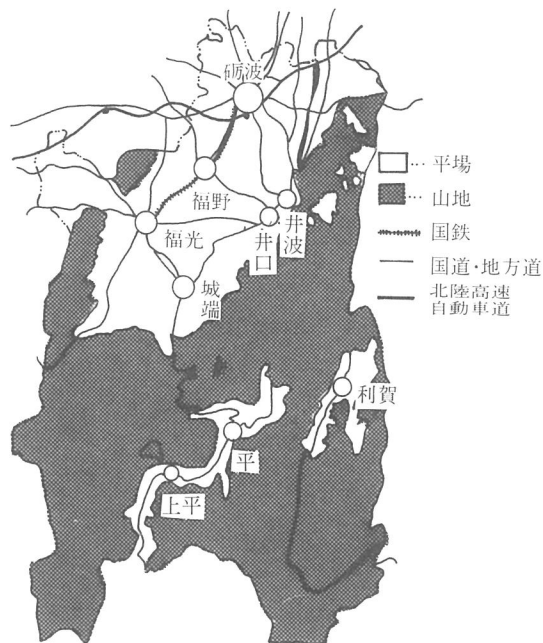 砺波
福野
福光
井口
井波
城端
利賀
平
上平
□… 平場
… 山地
国鉄
国道・地方道
北陸高速
自動車道